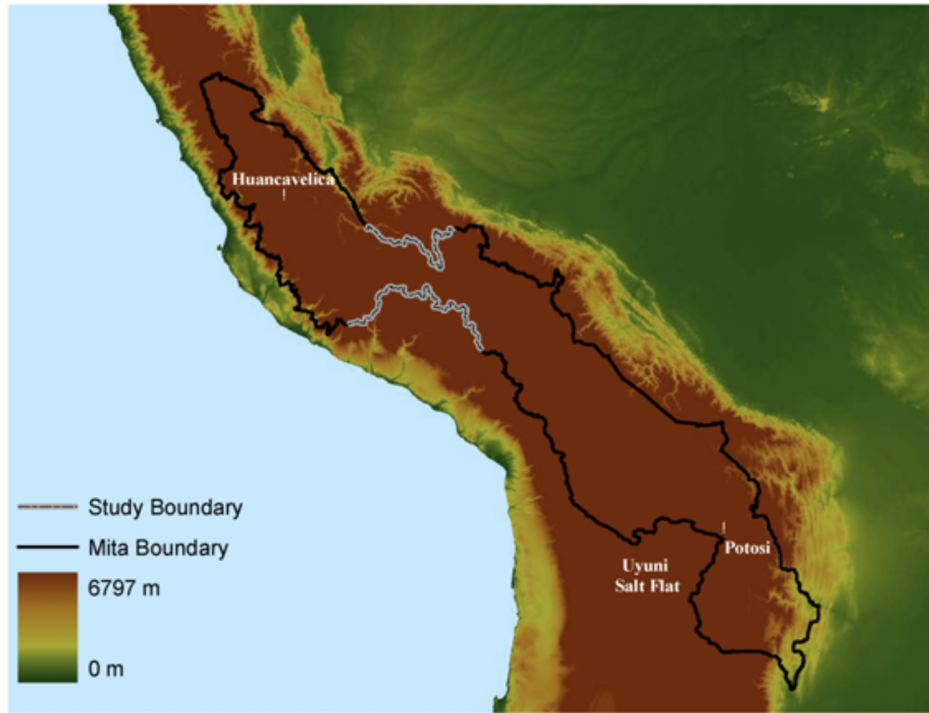 Huancavelica
Study Boundary
Mita Boundary
6797 m
0 m
Potosi
Uyuni
Salt Flat